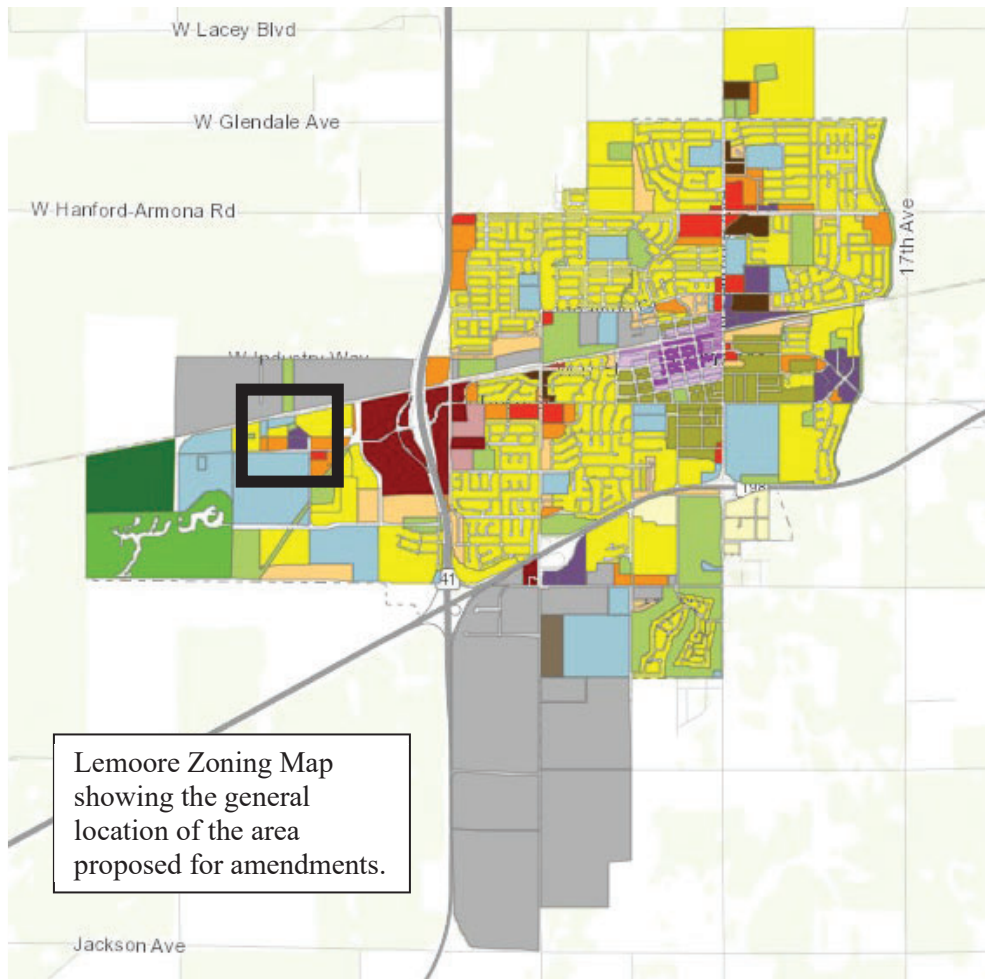 W Lacey Blvd
W Glendale Ave
W Hanford-Armona Rd
17th Ave
W Industry Way
198
41
Lemoore Zoning Map
showing the general
location of the area
proposed for amendments.
Jackson Ave